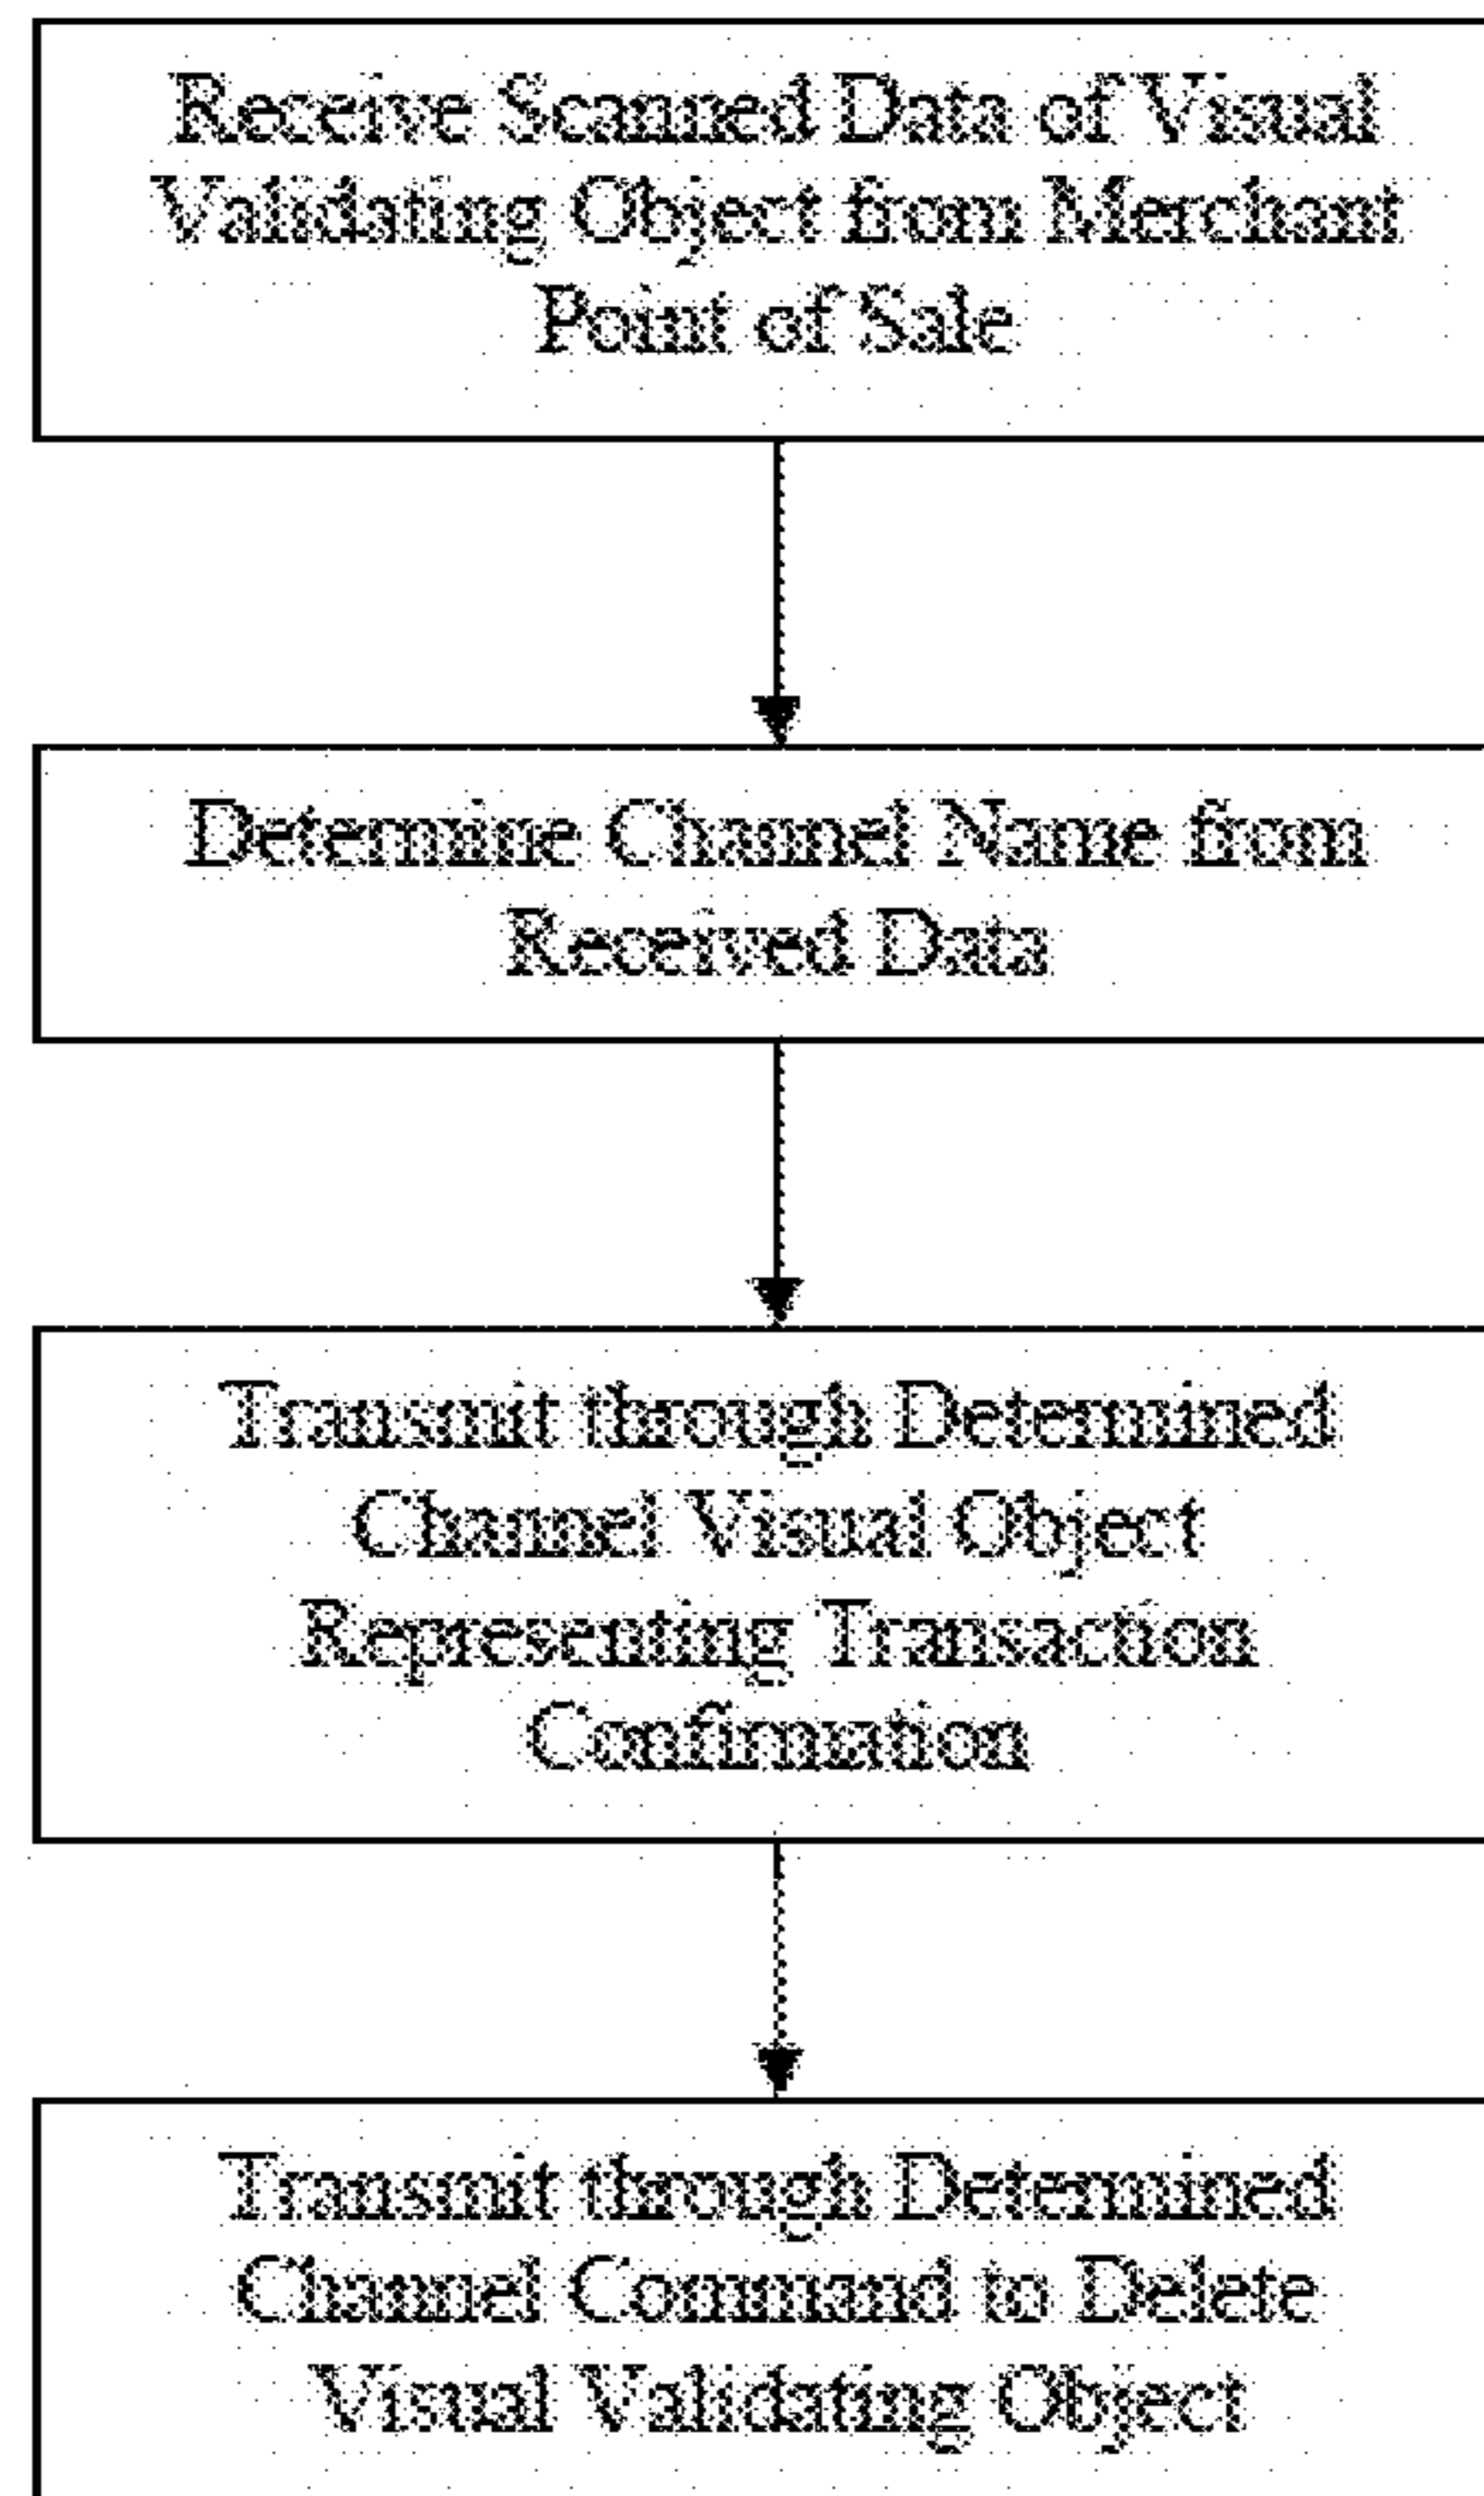 Receive Scanned Data of Visual
Validating Object from Merchant
Point of Sale
Determine Channel Name from
Received Data
Transmit through Determined
Channel Visual Object
Representing Transaction
Confirmation
Transmit through Determined
Channel Command to Delete
Visual Validating Object